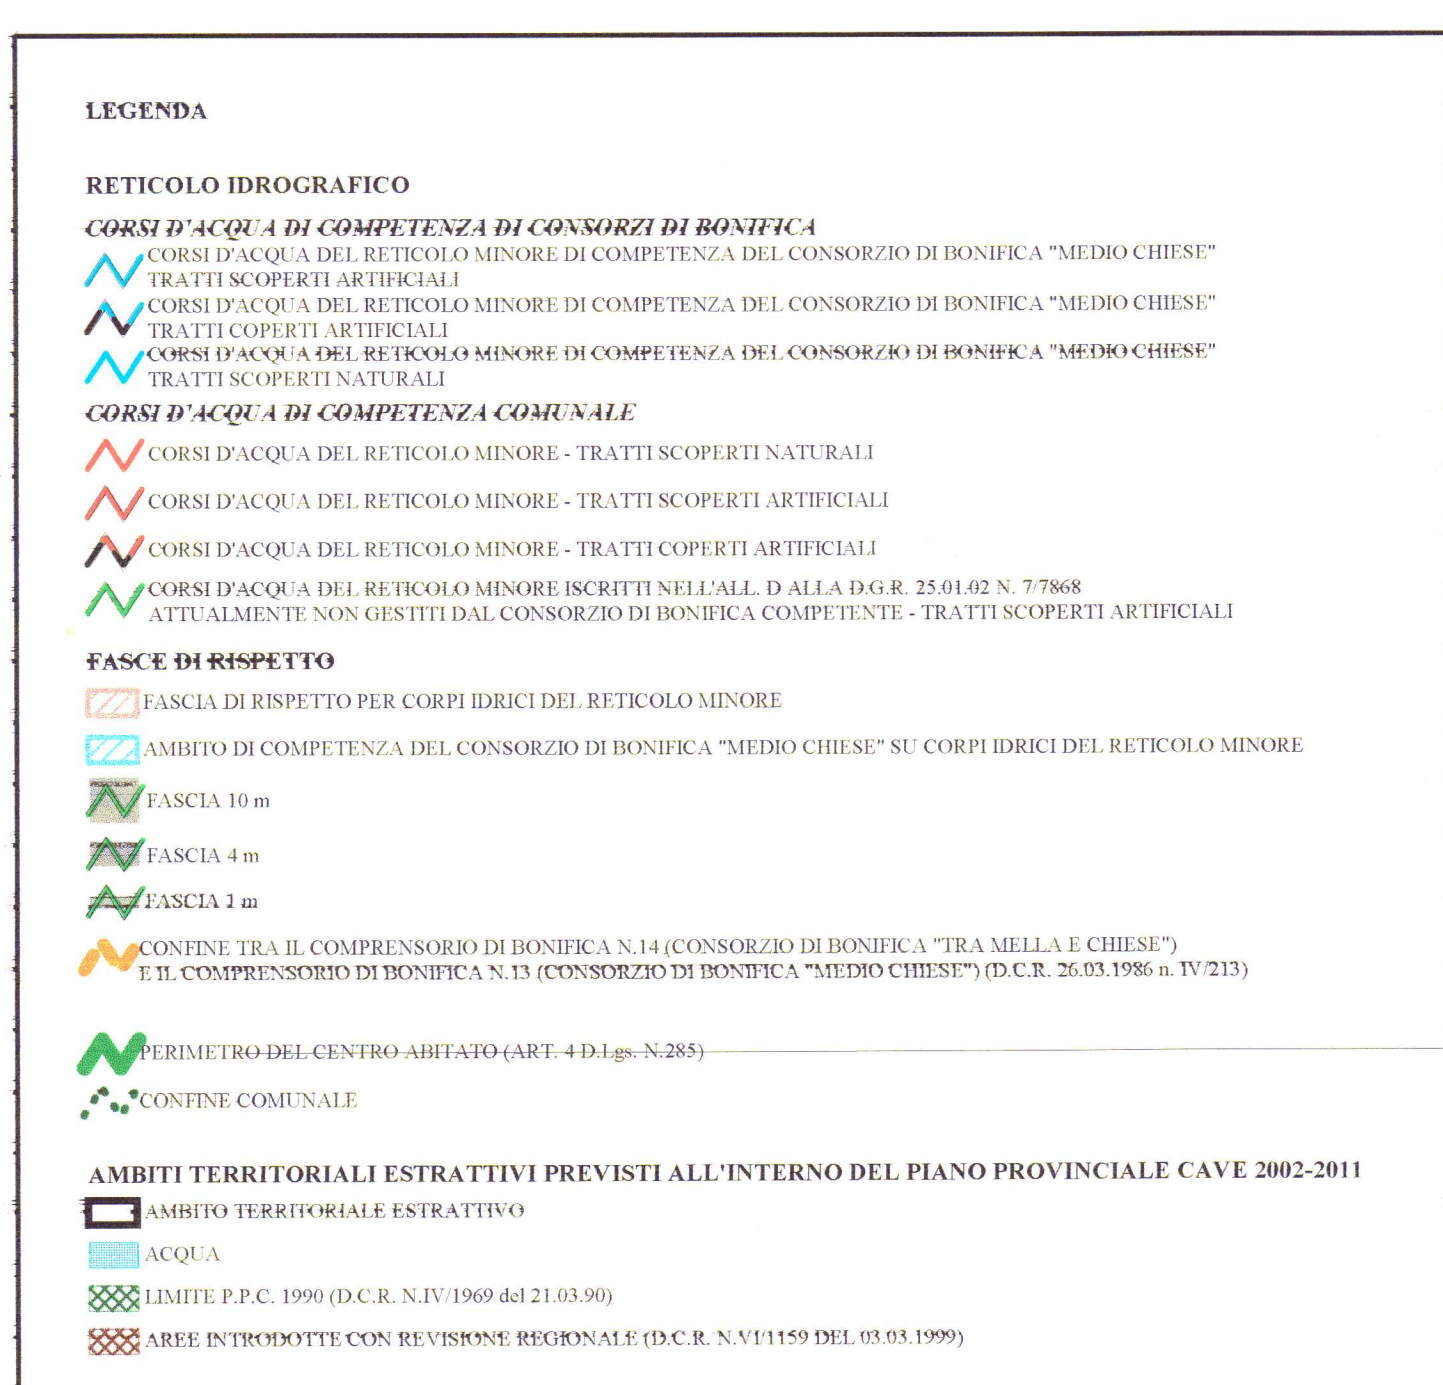 LEGENDA
RETICOLO IDROGRAFICO
CORSI D'ACQUA DI COMPETENZA DI CONSORZI DI BONIFICA
CORSI D'ACQUA DEL RETICOLO MINORE DI COMPETENZA DEL CONSORZIO DI BONIFICA "MEDIO CHIESE"
TRATTI SCOPERTI ARTIFICIALI
CORSI D'ACQUA DEL RETICOLO MINORE DI COMPETENZA DEL CONSORZIO DI BONIFICA "MEDIO CHIESE"
TRATTI COPERTI ARTIFICIALI
CORSI D'ACQUA DEL RETICOLO MINORE DI COMPETENZA DEL CONSORZIO DI BONIFICA "MEDIO CHIESE"
TRATTI SCOPERTI NATURALI
CORSI D'ACQUA DI COMPETENZA COMUNALE
CORSI D'ACQUA DEL RETICOLO MINORE - TRATTI SCOPERTI NATURALI
CORSI D'ACQUA DEL RETICOLO MINORE - TRATTI SCOPERTI ARTIFICIALI
CORSI D'ACQUA DEL RETICOLO MINORE - TRATTI COPERTI ARTIFICIALI
CORSI D'ACQUA DEL RETICOLO MINORE ISCRITTI NELL'ALL. D ALLA D.G.R. 25.01.02 N. 7/7868
ATTUALMENTE NON GESTITI DAL CONSORZIO DI BONIFICA COMPETENTE - TRATTI SCOPERTI ARTIFICIALI
FASCE DI RISPETTO
FASCIA DI RISPETTO PER CORPI IDRICI DEL RETICOLO MINORE
AMBITO DI COMPETENZA DEL CONSORZIO DI BONIFICA "MEDIO CHIESE" SU CORPI IDRICI DEL RETICOLO MINORE
FASCIA 10 m
FASCIA 4 m
FASCIA 1 m
CONFINE TRA IL COMPRENSORIO DI BONIFICA N.14 (CONSORZIO DI BONIFICA "TRA MELLA E CHIESE")
E IL COMPRENSORIO DI BONIFICA N.13 (CONSORZIO DI BONIFICA "MEDIO CHIESE") (D.C.R. 26.03.1986 n. IV/213)
PERIMETRO DEL CENTRO ABITATO (ART. 4 D.Lgs. N.285)
CONFINE COMUNALE
AMBITI TERRITORIALI ESTRATTIVI PREVISTI ALL'INTERNO DEL PIANO PROVINCIALE CAVE 2002-2011
AMBITO TERRITORIALE ESTRATTIVO
ACQUA
LIMITE P.P.C. 1990 (D.C.R. N.IV/1969 del 21.03.90)
AREE INTRODOTTE CON REVISIONE REGIONALE (D.C.R. N.VI/1159 DEL 03.03.1999)